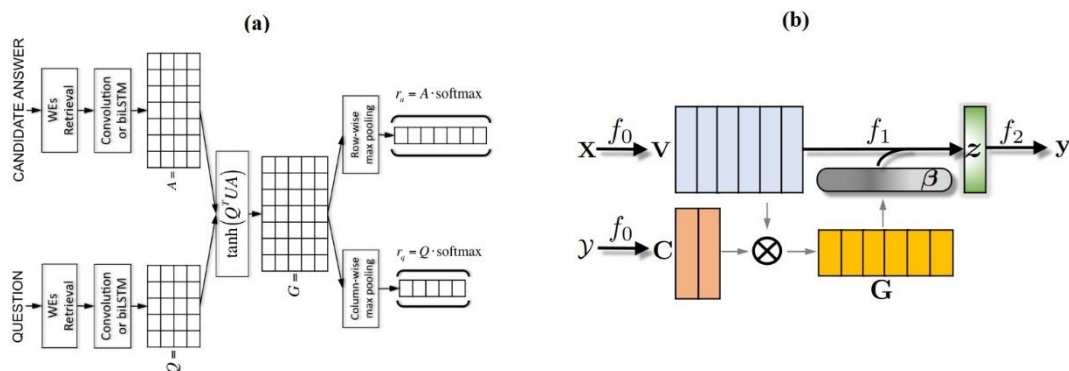 (a)
CANDIDATE ANSWER
WEs
Retrieval
Convolution
or biLSTM
A =
QUESTION
WEs
Retrieval
Convolution
or biLSTM
Q =
tanh(QᵀUA)
G =
Row-wise
max pooling
rₐ = A · softmax
Column-wise
max pooling
r_q = Q · softmax
(b)
x f₀ V
f₁
z f₂ y
β
y f₀ C
⊗
G